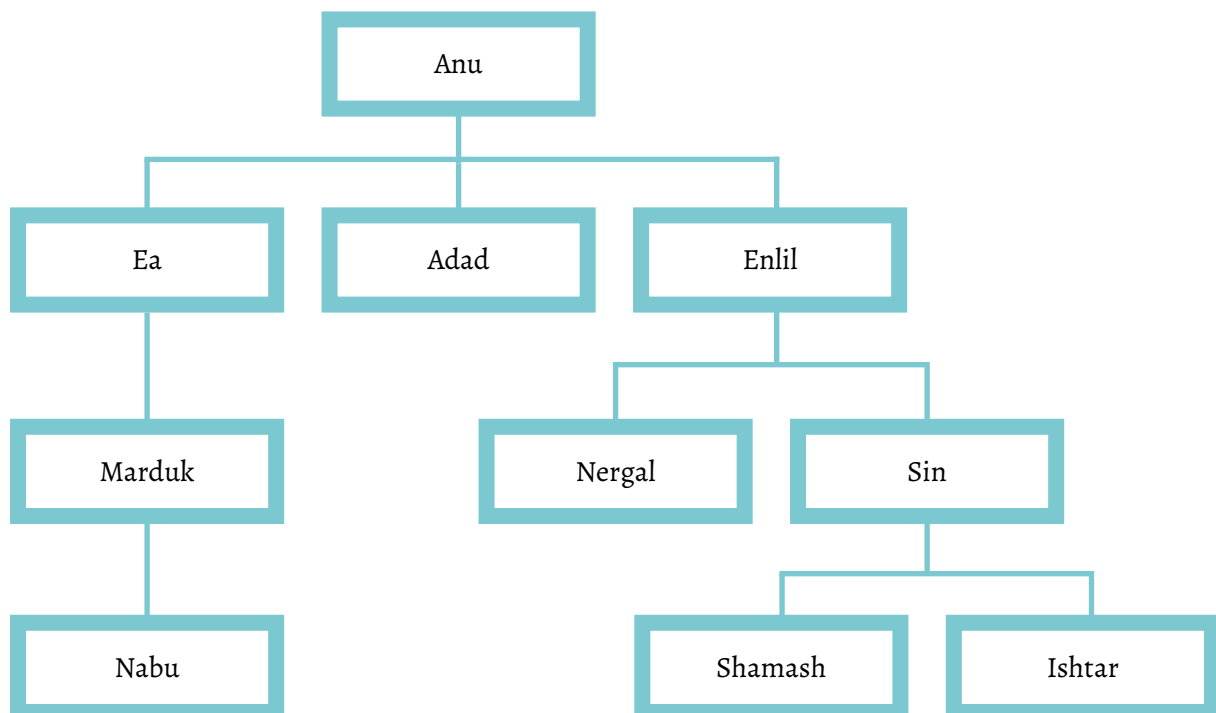 Anu
Ea
Adad
Enlil
Marduk
Nergal
Sin
Nabu
Shamash
Ishtar